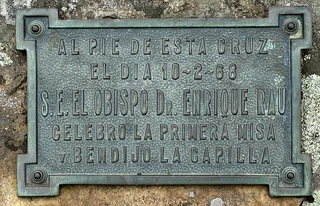 AL PIE DE ESTA CRUZ
EL DIA 10-2-68
S.E. EL OBISPO DR. ENRIQUE RAU
CELEBRO LA PRIMERA MISA
Y BENDIJO LA CAPILLA